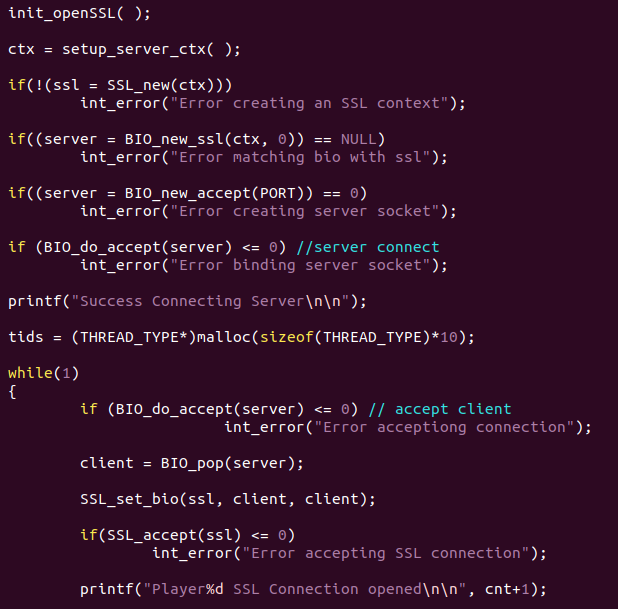 init_openSSL( );
ctx = setup_server_ctx( );
if(!(ssl = SSL_new(ctx)))
int_error("Error creating an SSL context");
if((server = BIO_new_ssl(ctx, 0)) == NULL)
int_error("Error matching bio with ssl");
if((server = BIO_new_accept(PORT)) == 0)
int_error("Error creating server socket");
if (BIO_do_accept(server) <= 0) //server connect
int_error("Error binding server socket");
printf("Success Connecting Server\n\n");
tids = (THREAD_TYPE*)malloc(sizeof(THREAD_TYPE)*10);
while(1)
{
if (BIO_do_accept(server) <= 0) // accept client
int_error("Error acceptiong connection");
client = BIO_pop(server);
SSL_set_bio(ssl, client, client);
if(SSL_accept(ssl) <= 0)
int_error("Error accepting SSL connection");
printf("Player%d SSL Connection opened\n\n", cnt+1);